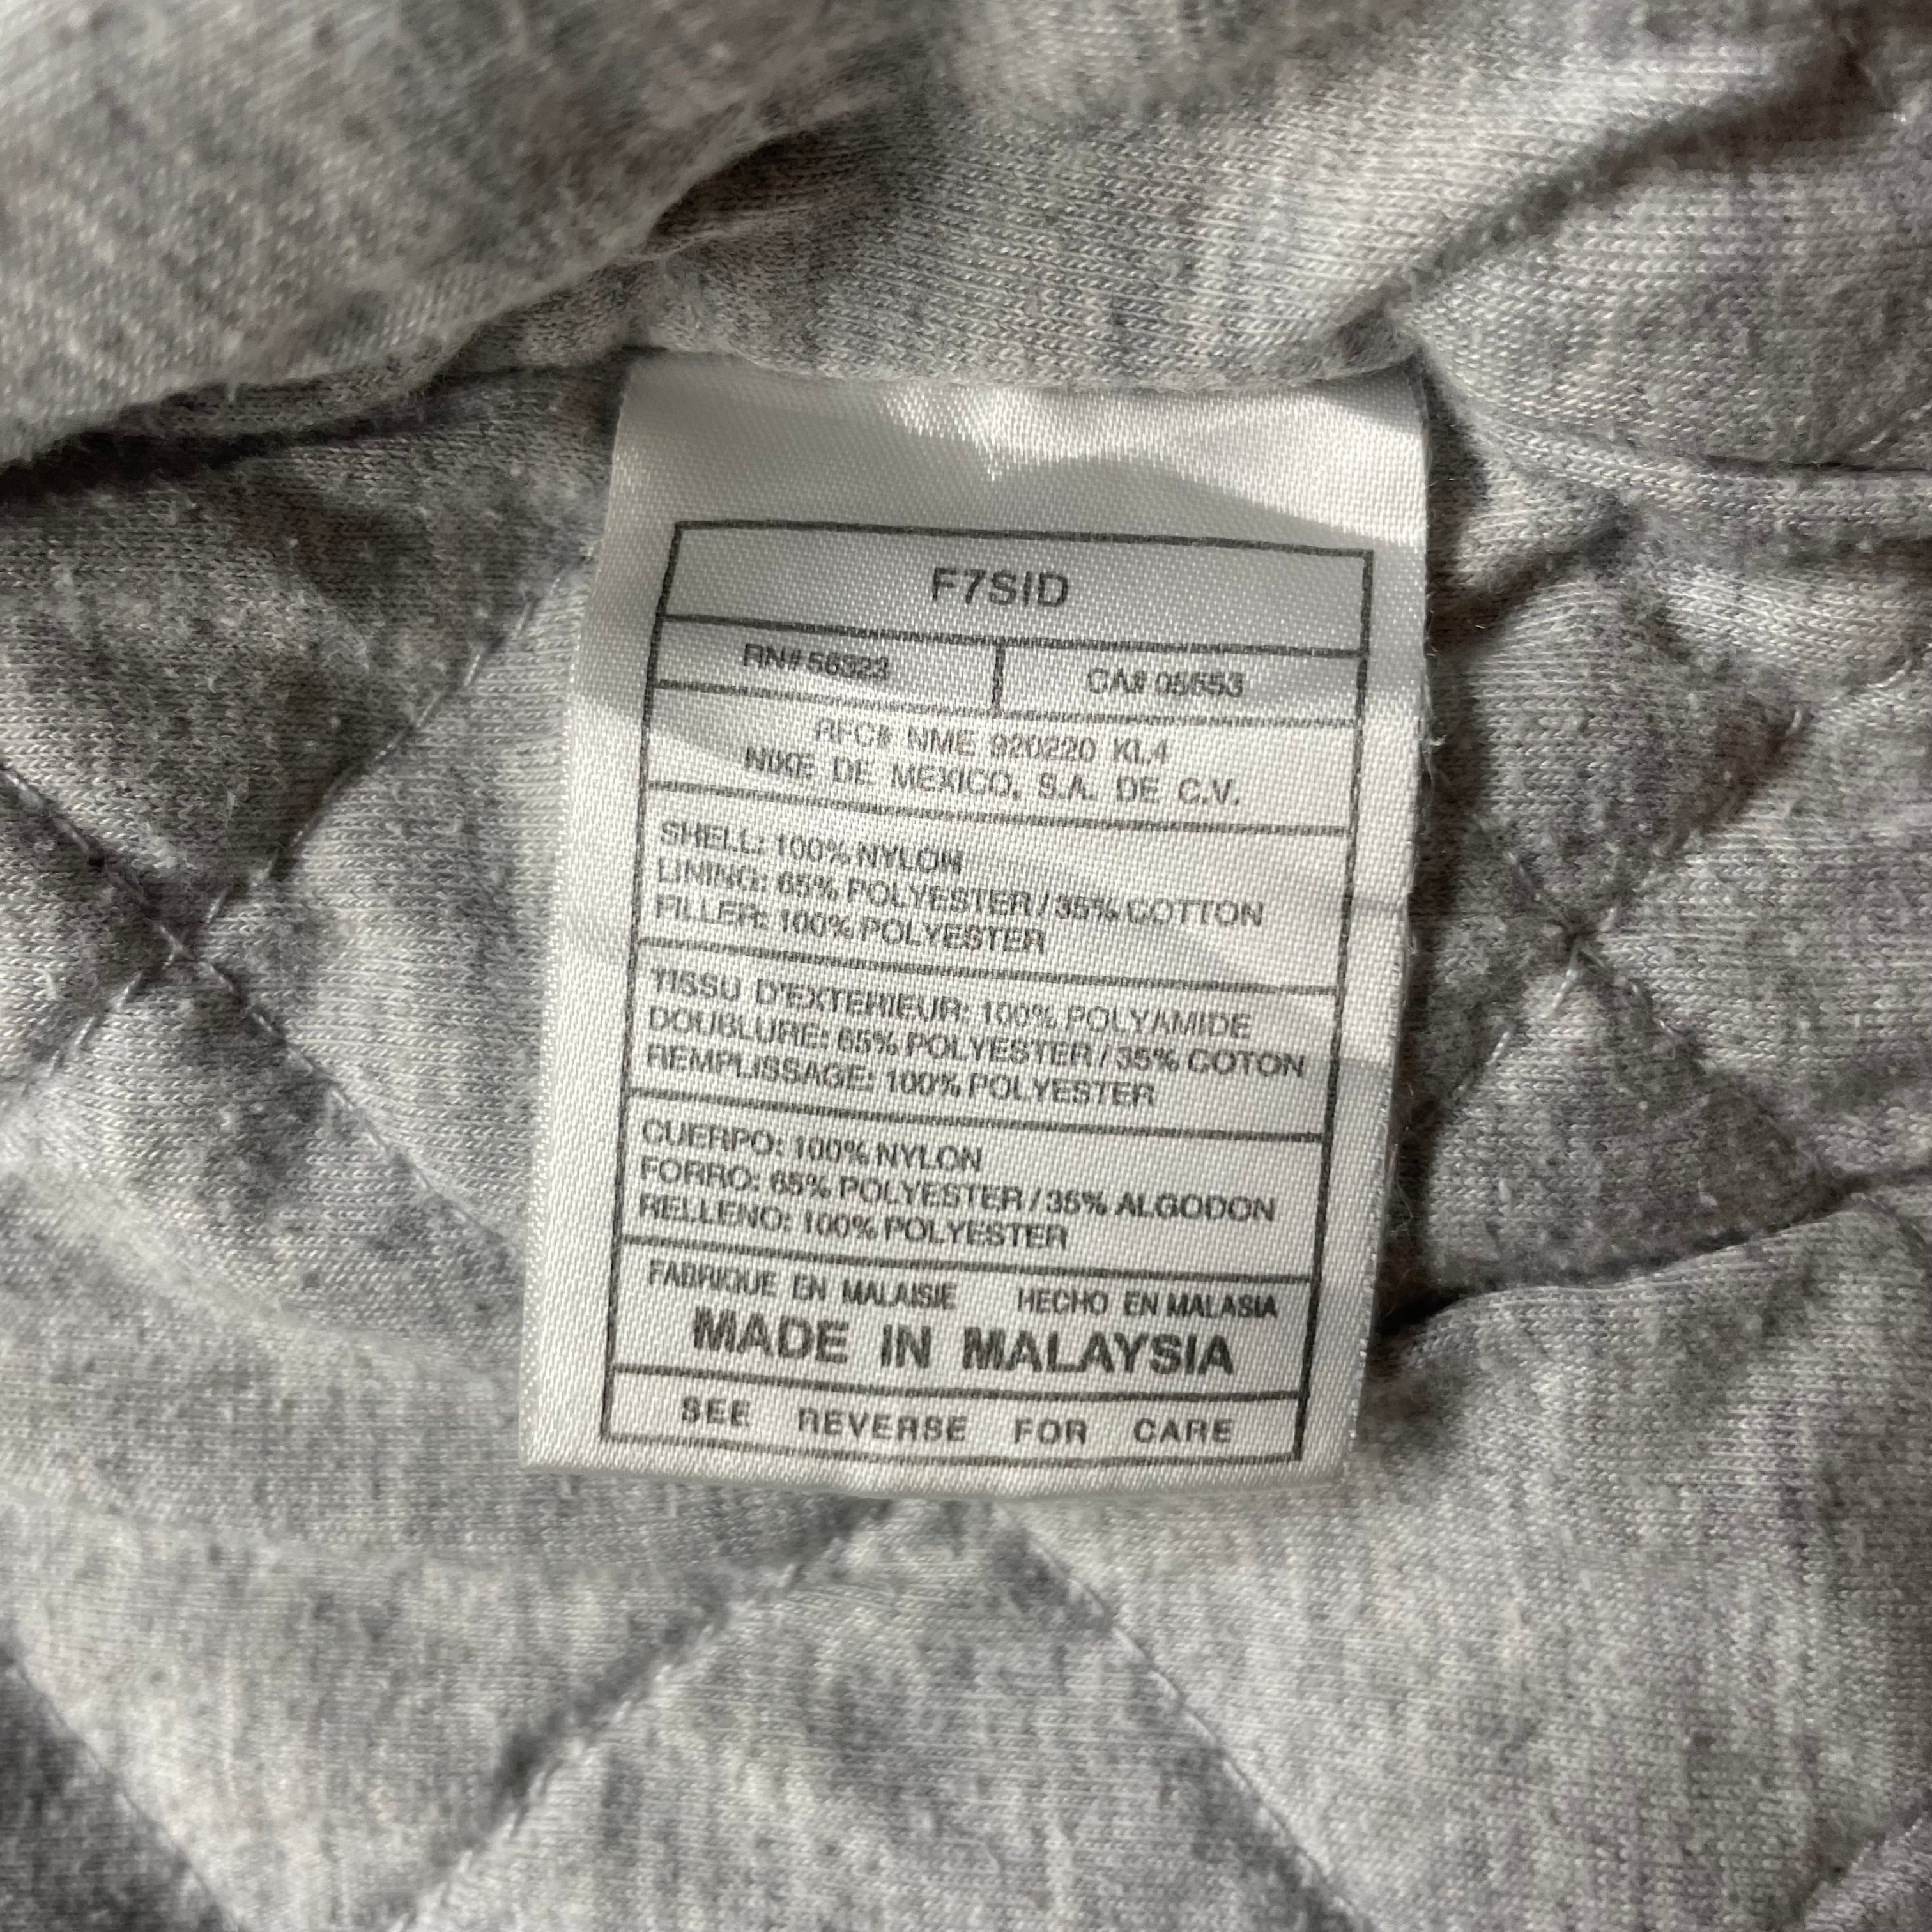 F7SID
RN# 56323
CA# 05553
RFC# NME 920220 KL4
NIKE DE MEXICO, S.A. DE C.V.
SHELL: 100% NYLON
LINING: 65% POLYESTER / 35% COTTON
FILLER: 100% POLYESTER
TISSU D'EXTERIEUR: 100% POLYAMIDE
DOUBLURE: 65% POLYESTER / 35% COTON
REMPLISSAGE: 100% POLYESTER
CUERPO: 100% NYLON
FORRO: 65% POLYESTER / 35% ALGODON
RELLENO: 100% POLYESTER
FABRIQUE EN MALAISIE HECHO EN MALASIA
MADE IN MALAYSIA
SEE REVERSE FOR CARE